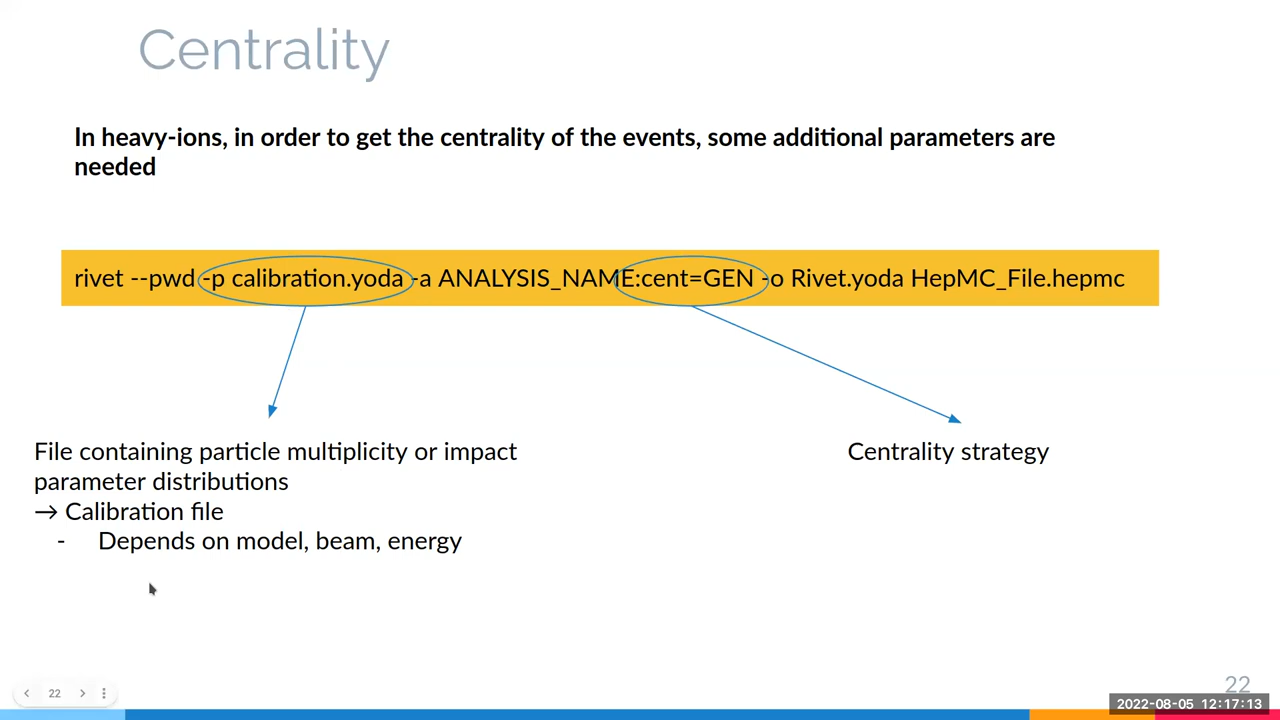 Centrality
In heavy-ions, in order to get the centrality of the events, some additional parameters are
needed
rivet --pwd -p calibration.yoda -a ANALYSIS_NAME:cent=GEN -o Rivet.yoda HepMC_File.hepmc
File containing particle multiplicity or impact
parameter distributions
→ Calibration file
- Depends on model, beam, energy
Centrality strategy
22
22
2022-08-05 12:17:13